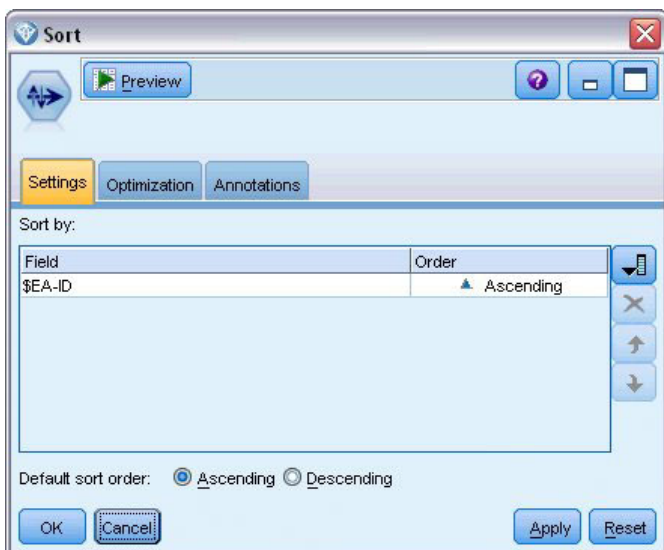 Sort
Preview
Settings Optimization Annotations
Sort by:
Field Order
$EA-ID Ascending
Default sort order: Ascending Descending
OK Cancel Apply Reset